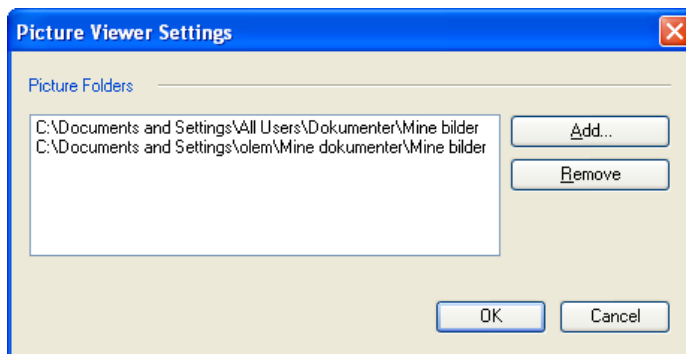 Picture Viewer Settings
Picture Folders
C:\Documents and Settings\All Users\Dokumenter\Mine bilder
C:\Documents and Settings\olem\Mine dokumenter\Mine bilder
Add...
Remove
OK
Cancel